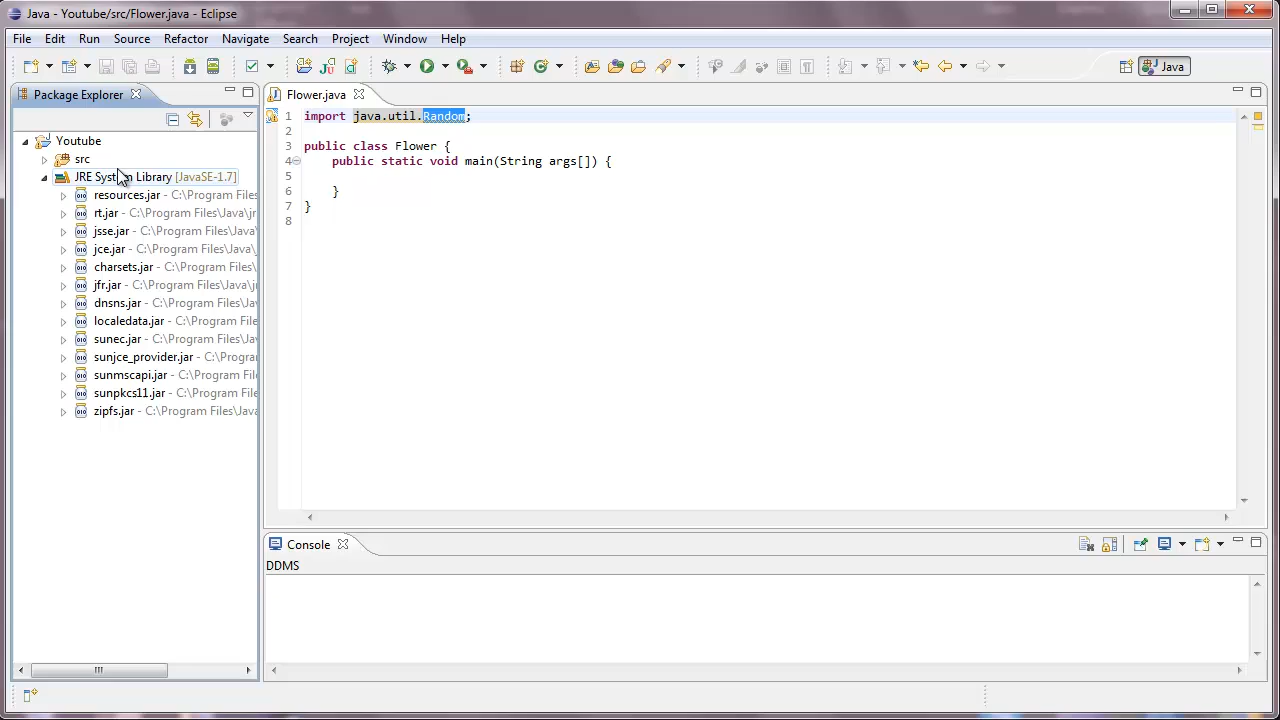 Java - Youtube/src/Flower.java - Eclipse
File Edit Run Source Refactor Navigate Search Project Window Help
Java
Package Explorer
Flower.java
Youtube
src
JRE System Library [JavaSE-1.7]
resources.jar - C:\Program Files
rt.jar - C:\Program Files\Java\jr
jsse.jar - C:\Program Files\Java\
jce.jar - C:\Program Files\Java\j
charsets.jar - C:\Program Files\
jfr.jar - C:\Program Files\Java\j
dnsns.jar - C:\Program Files\Jav
localedata.jar - C:\Program File
sunec.jar - C:\Program Files\Jav
sunjce_provider.jar - C:\Progra
sunmscapi.jar - C:\Program File
sunpkcs11.jar - C:\Program File
zipfs.jar - C:\Program Files\Java
1 import java.util.Random;
2
3 public class Flower {
4 public static void main(String args[]) {
5
6 }
7 }
8
Console
DDMS